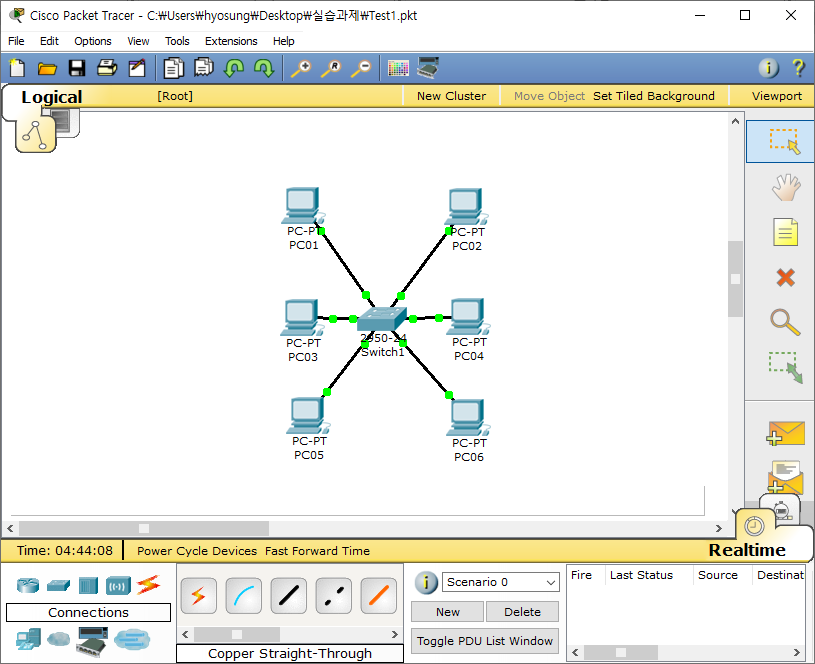 Cisco Packet Tracer - C:₩Users₩hyosung₩Desktop₩실습과제₩Test1.pkt
File Edit Options View Tools Extensions Help
Logical [Root] New Cluster Move Object Set Tiled Background Viewport
PC-PT
PC01
PC-PT
PC02
PC-PT
PC03
2950-24
Switch1
PC-PT
PC04
PC-PT
PC05
PC-PT
PC06
Time: 04:44:08 Power Cycle Devices Fast Forward Time Realtime
Scenario 0
Fire Last Status Source Destinat
Connections
New Delete
Toggle PDU List Window
Copper Straight-Through